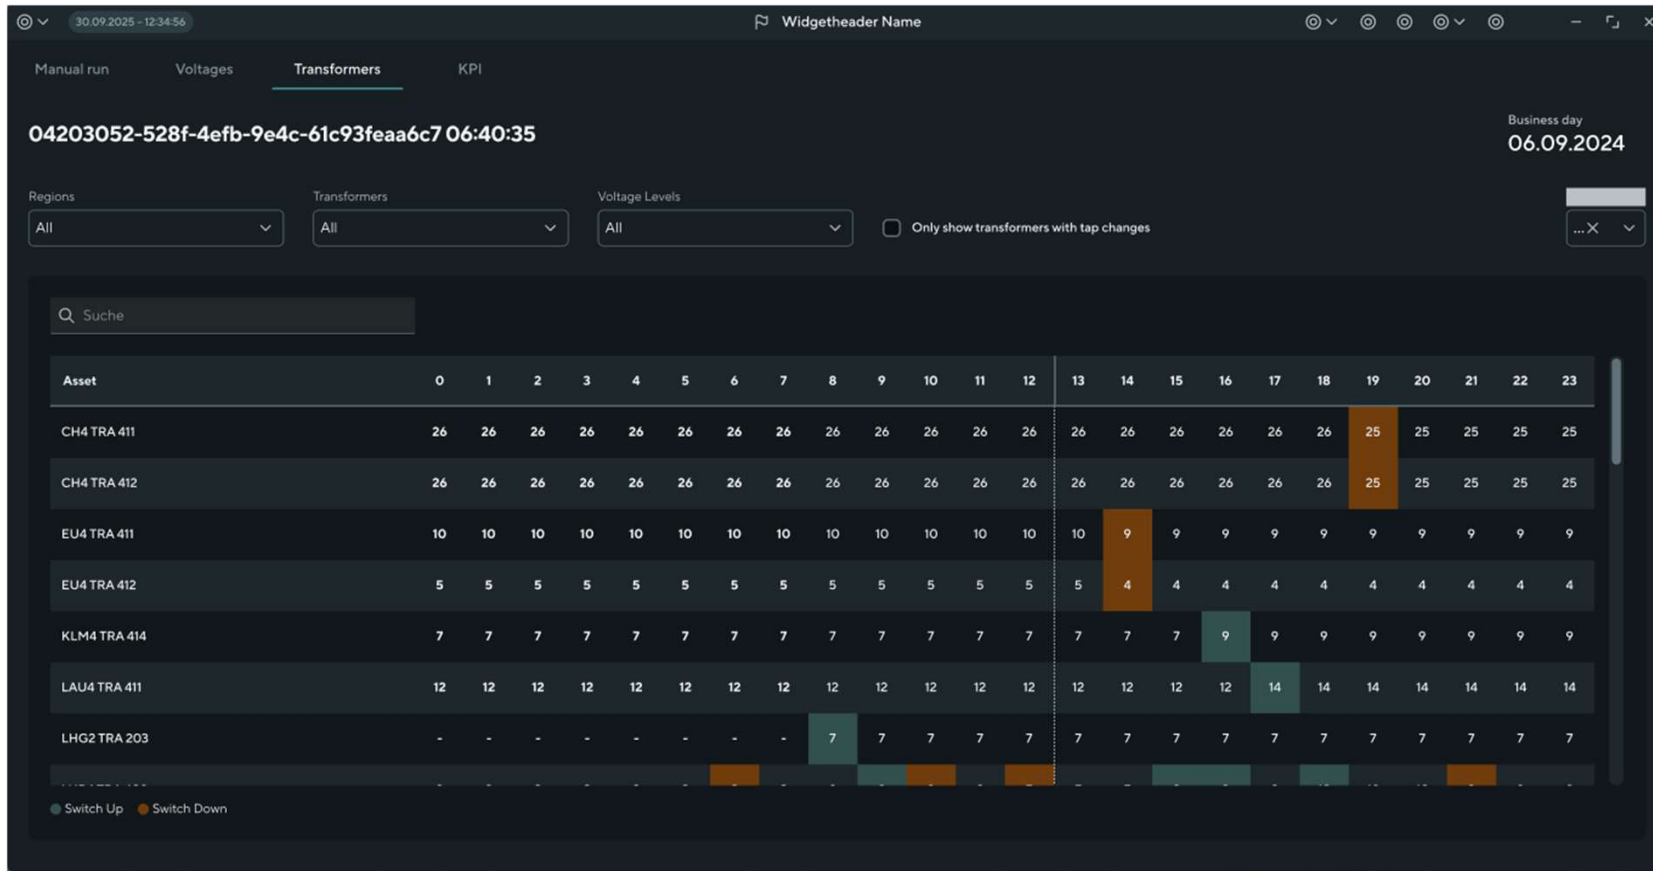 30.09.2025 - 12:34:56 Widgetheader Name
Manual run Voltages Transformers KPI
04203052-528f-4efb-9e4c-61c93feaa6c7 06:40:35
Business day
06.09.2024
Regions Transformers Voltage Levels
All All All Only show transformers with tap changes ...X
Suche
Asset 0 1 2 3 4 5 6 7 8 9 10 11 12 13 14 15 16 17 18 19 20 21 22 23
CH4 TRA 411 26 26 26 26 26 26 26 26 26 26 26 26 26 26 26 26 26 26 26 25 25 25 25 25
CH4 TRA 412 26 26 26 26 26 26 26 26 26 26 26 26 26 26 26 26 26 26 26 25 25 25 25 25
EU4 TRA 411 10 10 10 10 10 10 10 10 10 10 10 10 10 10 9 9 9 9 9 9 9 9 9 9
EU4 TRA 412 5 5 5 5 5 5 5 5 5 5 5 5 5 5 4 4 4 4 4 4 4 4 4 4
KLM4 TRA 414 7 7 7 7 7 7 7 7 7 7 7 7 7 7 7 7 9 9 9 9 9 9 9 9
LAU4 TRA 411 12 12 12 12 12 12 12 12 12 12 12 12 12 12 12 12 12 14 14 14 14 14 14 14
LHG2 TRA 203 - - - - - - - - 7 7 7 7 7 7 7 7 7 7 7 7 7 7 7 7
Switch Up Switch Down